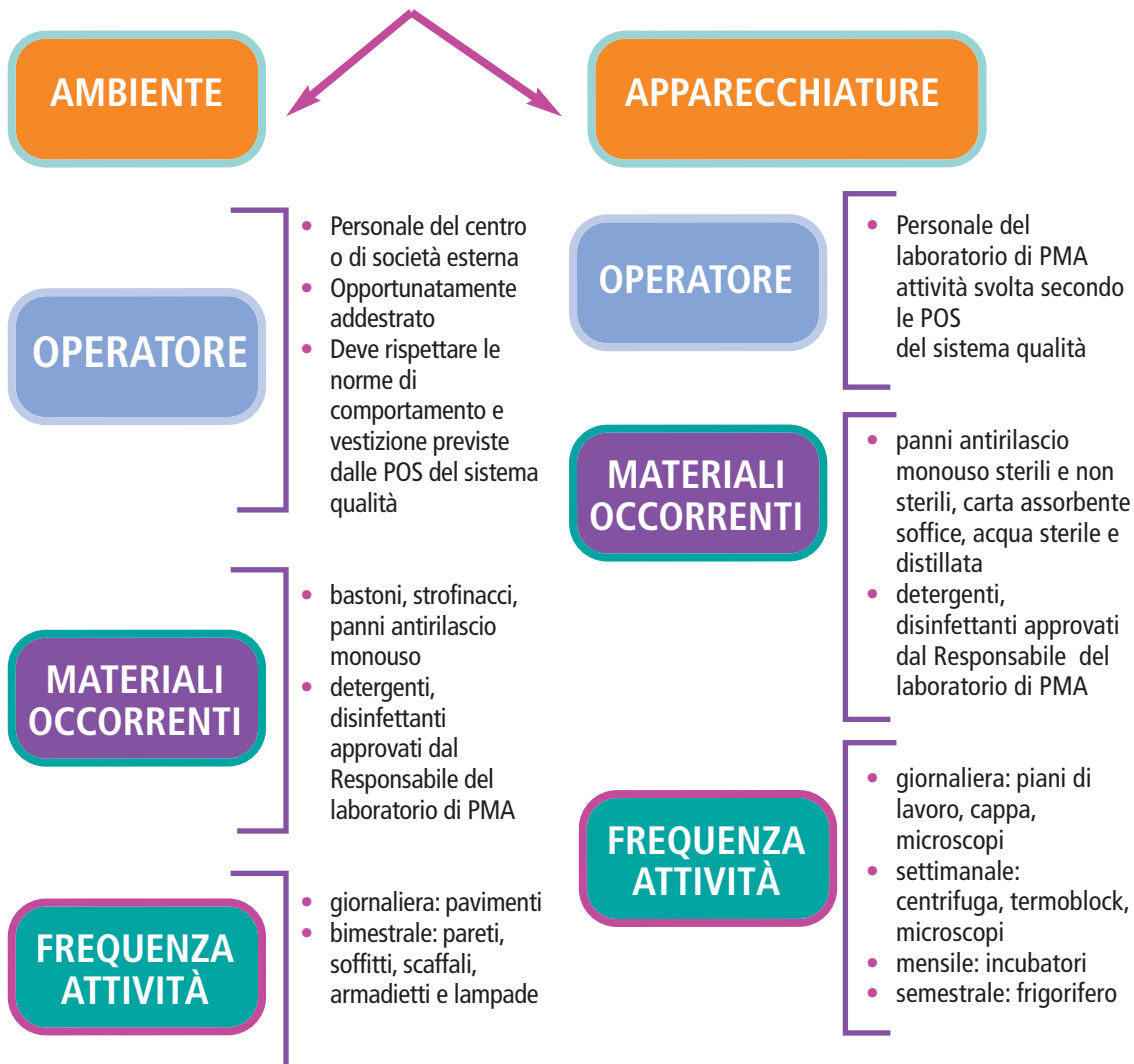 AMBIENTE
OPERATORE
• Personale del centro
o di società esterna
• Opportunatamente
addestrato
• Deve rispettare le
norme di
comportamento e
vestizione previste
dalle POS del sistema
qualità
MATERIALI
OCCORRENTI
• bastoni, strofinacci,
panni antirilascio
monouso
• detergenti,
disinfettanti
approvati dal
Responsabile del
laboratorio di PMA
FREQUENZA
ATTIVITÀ
• giornaliera: pavimenti
• bimestrale: pareti,
soffitti, scaffali,
armadietti e lampade
APPARECCHIATURE
OPERATORE
• Personale del
laboratorio di PMA
attività svolta secondo
le POS
del sistema qualità
MATERIALI
OCCORRENTI
• panni antirilascio
monouso sterili e non
sterili, carta assorbente
soffice, acqua sterile e
distillata
• detergenti,
disinfettanti approvati
dal Responsabile del
laboratorio di PMA
FREQUENZA
ATTIVITÀ
• giornaliera: piani di
lavoro, cappa,
microscopi
• settimanale:
centrifuga, termoblock,
microscopi
• mensile: incubatori
• semestrale: frigorifero